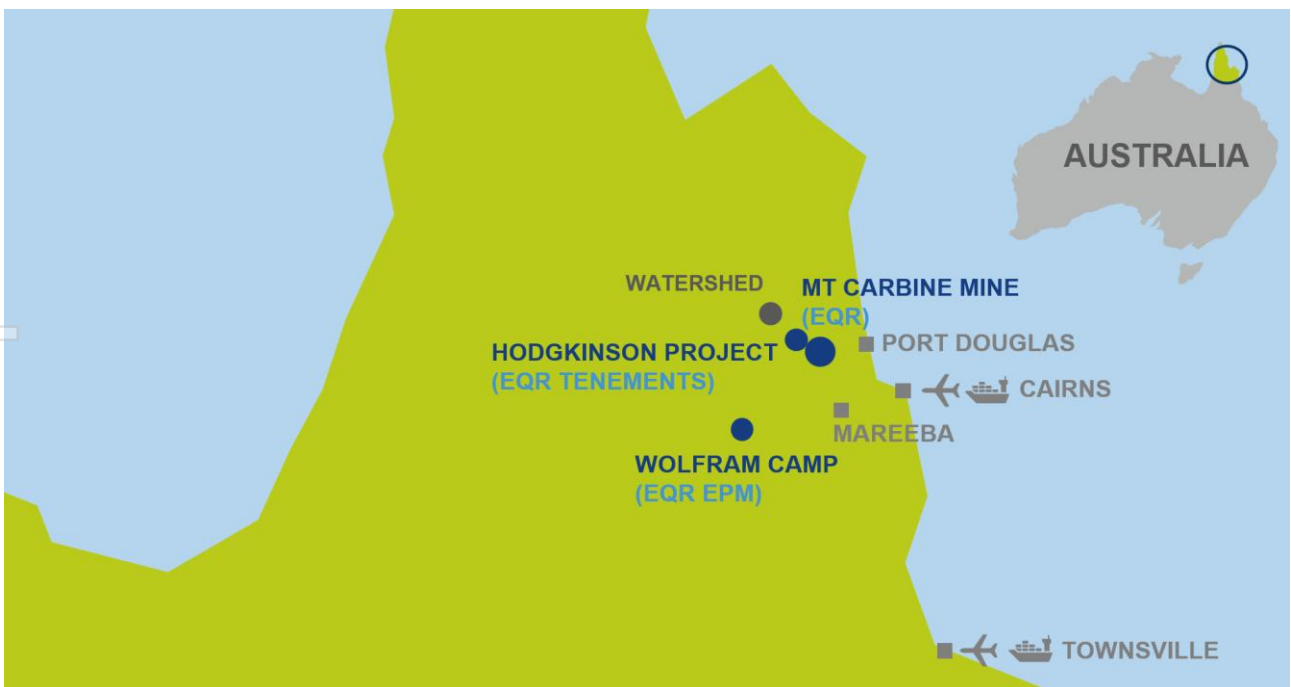 AUSTRALIA
WATERSHED
MT CARBINE MINE
(EQR)
HODGKINSON PROJECT
(EQR TENEMENTS)
PORT DOUGLAS
CAIRNS
MAREEBA
WOLFRAM CAMP
(EQR EPM)
TOWNSVILLE